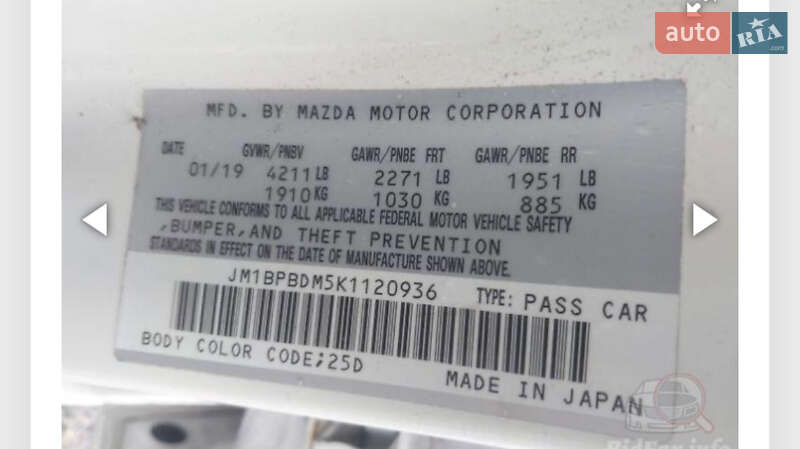 auto RIA
MFD. BY MAZDA MOTOR CORPORATION
DATE GVWR/PNBV GAWR/PNBE FRT GAWR/PNBE RR
01/19 4211 LB 2271 LB 1951 LB
1910 KG 1030 KG 885 KG
THIS VEHICLE CONFORMS TO ALL APPLICABLE FEDERAL MOTOR VEHICLE SAFETY
,BUMPER,AND THEFT PREVENTION
STANDARDS IN EFFECT ON THE DATE OF MANUFACTURE SHOWN ABOVE.
JM1BPBDM5K1120936 TYPE: PASS CAR
BODY COLOR CODE;25D
MADE IN JAPAN
BidCar.info